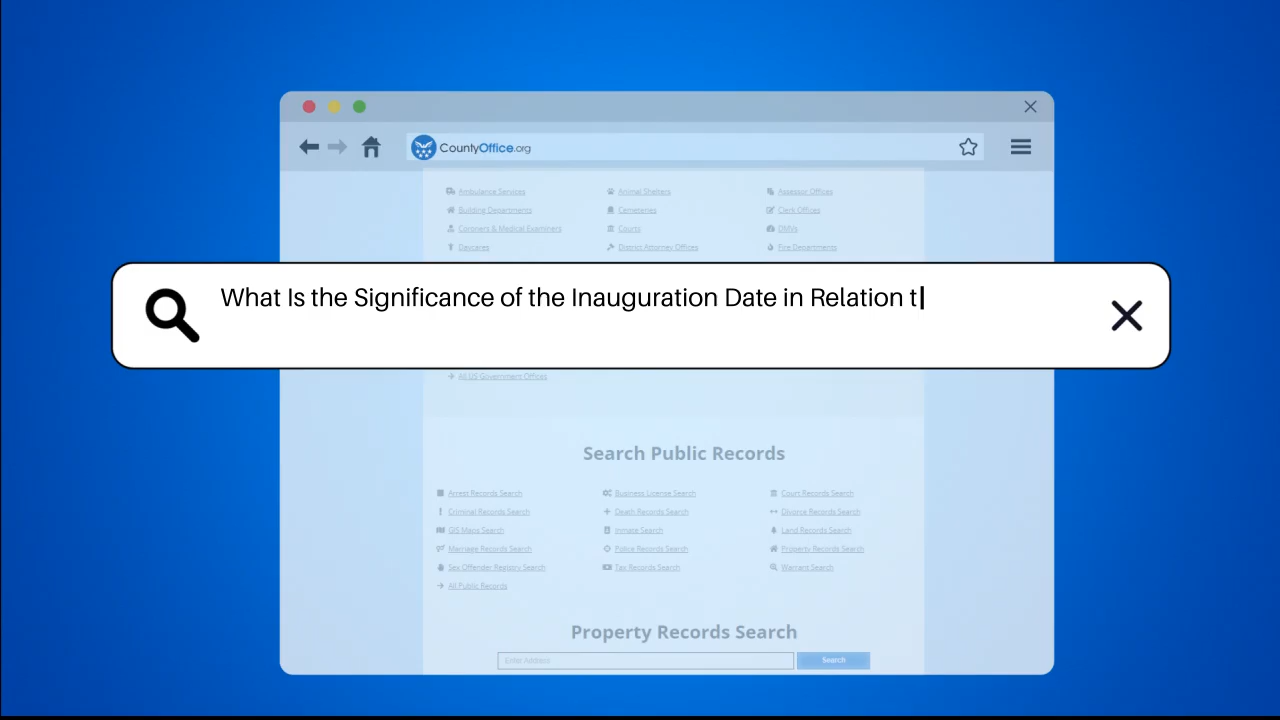 CountyOffice.org
Ambulance Services Animal Shelters Assessor Offices
Building Departments Cemeteries Clerk Offices
Coroners & Medical Examiners Courts DMVs
Daycares District Attorney Offices Fire Departments
What Is the Significance of the Inauguration Date in Relation t
All US Government Offices
Search Public Records
Arrest Records Search Business License Search Court Records Search
Criminal Records Search Death Records Search Divorce Records Search
GIS Maps Search Inmate Search Land Records Search
Marriage Records Search Police Records Search Property Records Search
Sex Offender Registry Search Tax Records Search Warrant Search
All Public Records
Property Records Search
Enter Address Search